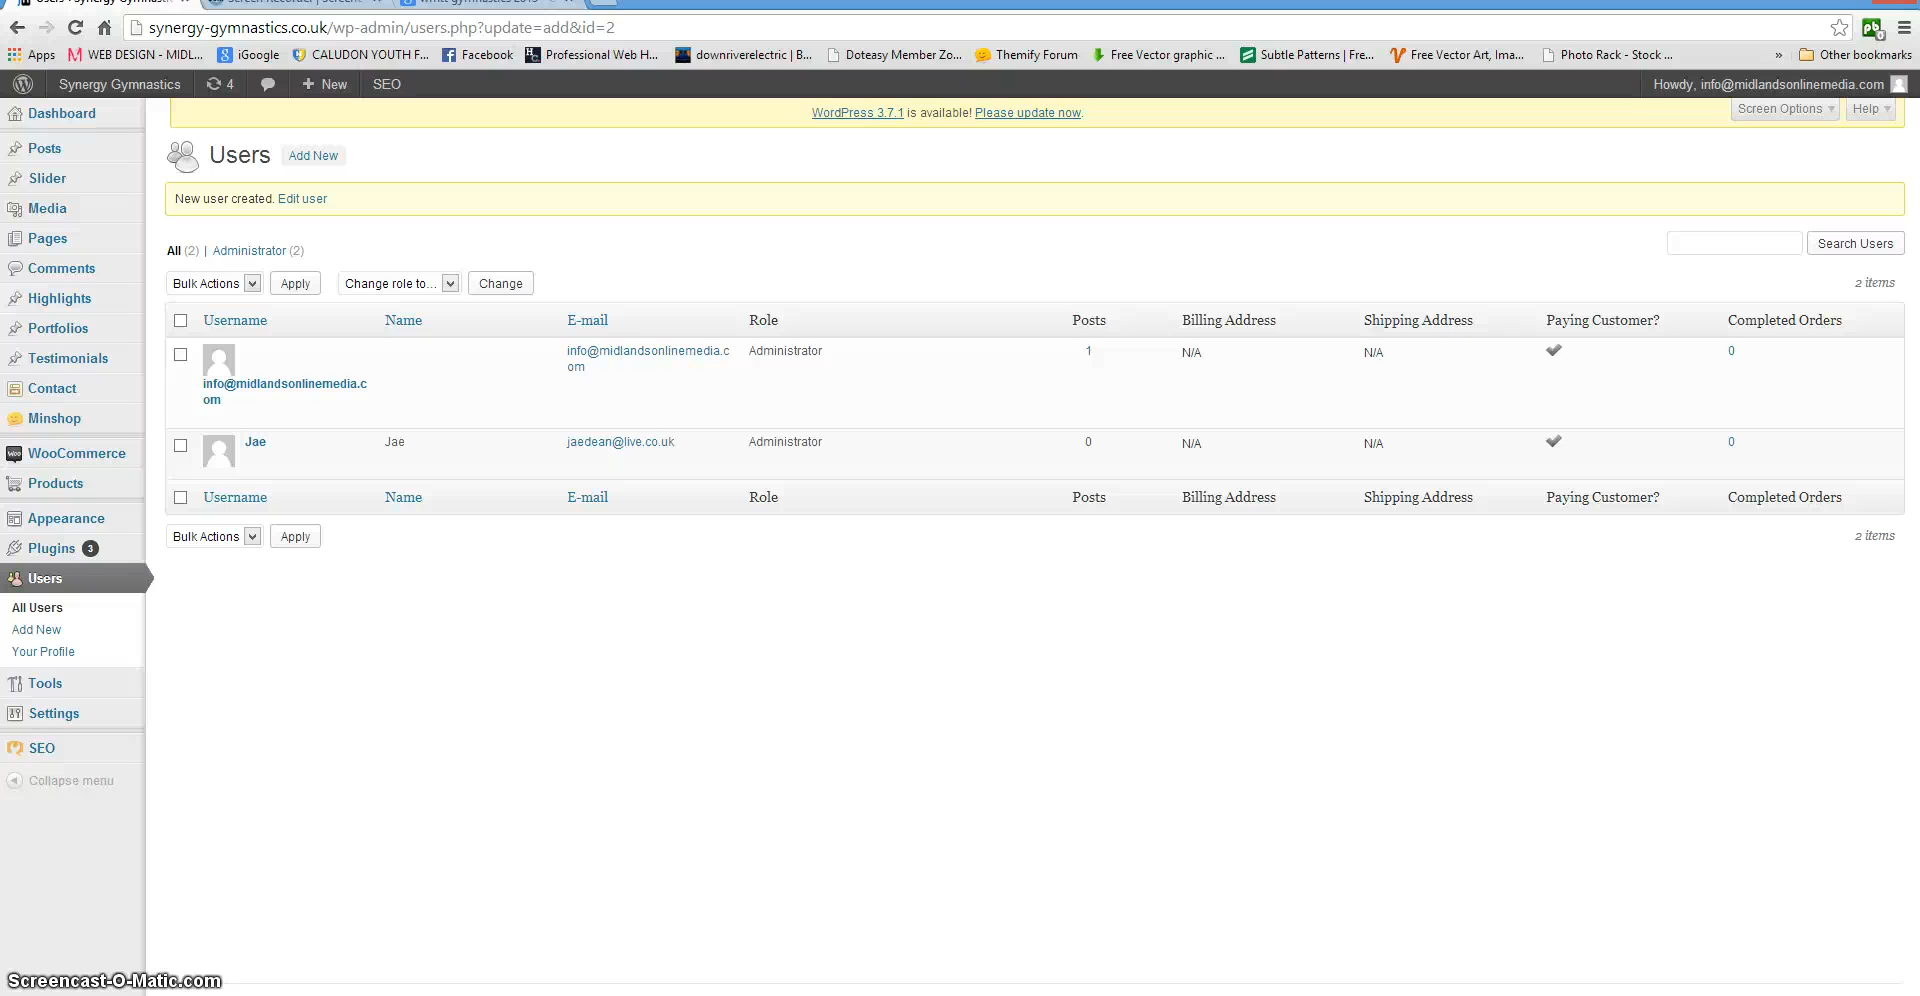 Users · Synergy Gymnast
synergy-gymnastics.co.uk/wp-admin/users.php?update=add&id=2
Apps WEB DESIGN - MIDL... iGoogle CALUDON YOUTH F... Facebook Professional Web H... downriverelectric | B... Doteasy Member Zo... Themify Forum Free Vector graphic ... Subtle Patterns | Fre... Free Vector Art, Ima... Photo Rack - Stock ... » Other bookmarks
Synergy Gymnastics 4 + New SEO Howdy, info@midlandsonlinemedia.com
WordPress 3.7.1 is available! Please update now.
Screen Options Help
Dashboard
Posts
Slider
Media
Pages
Comments
Highlights
Portfolios
Testimonials
Contact
Minshop
WooCommerce
Products
Appearance
Plugins 3
Users
All Users
Add New
Your Profile
Tools
Settings
SEO
Collapse menu
Users Add New
New user created. Edit user
All (2) | Administrator (2)
Search Users
Bulk Actions Apply Change role to... Change 2 items
Username Name E-mail Role Posts Billing Address Shipping Address Paying Customer? Completed Orders
info@midlandsonlinemedia.c
om
info@midlandsonlinemedia.c
om
Administrator 1 N/A N/A 0
Jae Jae jaedean@live.co.uk Administrator 0 N/A N/A 0
Username Name E-mail Role Posts Billing Address Shipping Address Paying Customer? Completed Orders
Bulk Actions Apply 2 items
Screencast-O-Matic.com